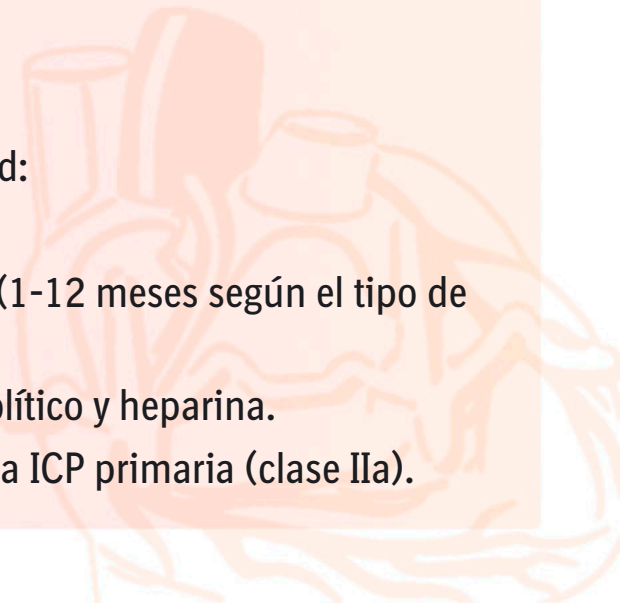 d:
(1-12 meses según el tipo de
lítico y heparina.
a ICP primaria (clase IIa).